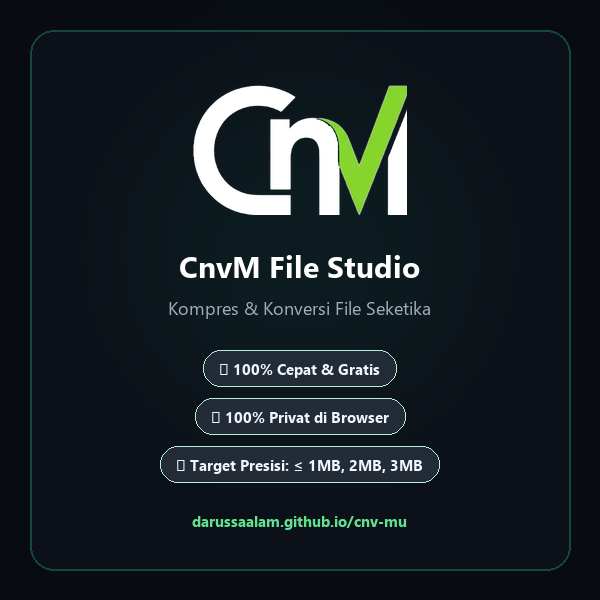 CnvM
CnvM File Studio
Kompres & Konversi File Seketika
▯ 100% Cepat & Gratis
▯ 100% Privat di Browser
▯ Target Presisi: ≤ 1MB, 2MB, 3MB
darussaalam.github.io/cnv-mu